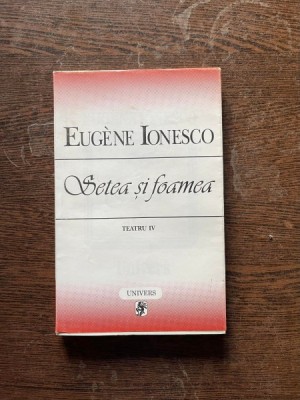 EUGÈNE IONESCO
Setea și foamea
TEATRU IV
UNIVERS